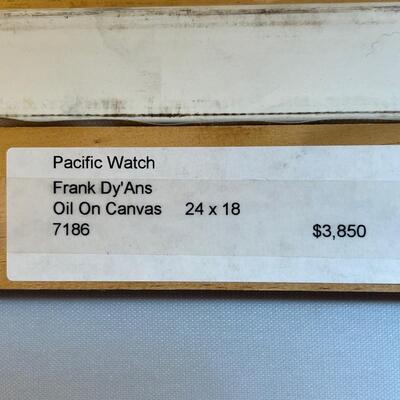 Pacific Watch
Frank Dy'Ans
Oil On Canvas 24 x 18
7186 $3,850